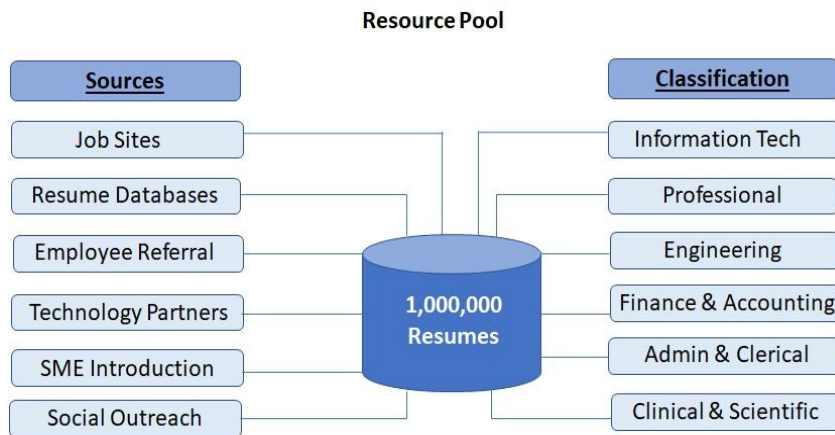 Resource Pool
Sources
Job Sites
Resume Databases
Employee Referral
Technology Partners
SME Introduction
Social Outreach
1,000,000
Resumes
Classification
Information Tech
Professional
Engineering
Finance & Accounting
Admin & Clerical
Clinical & Scientific